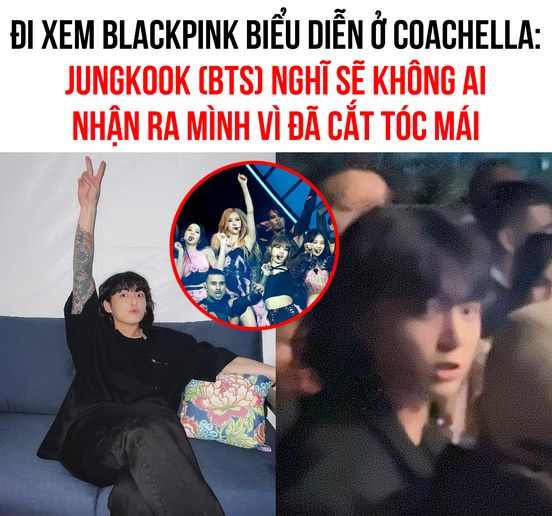 ĐI XEM BLACKPINK BIỂU DIỄN Ở COACHELLA:
JUNGKOOK (BTS) NGHĨ SẼ KHÔNG AI
NHẬN RA MÌNH VÌ ĐÃ CẮT TÓC MÁI